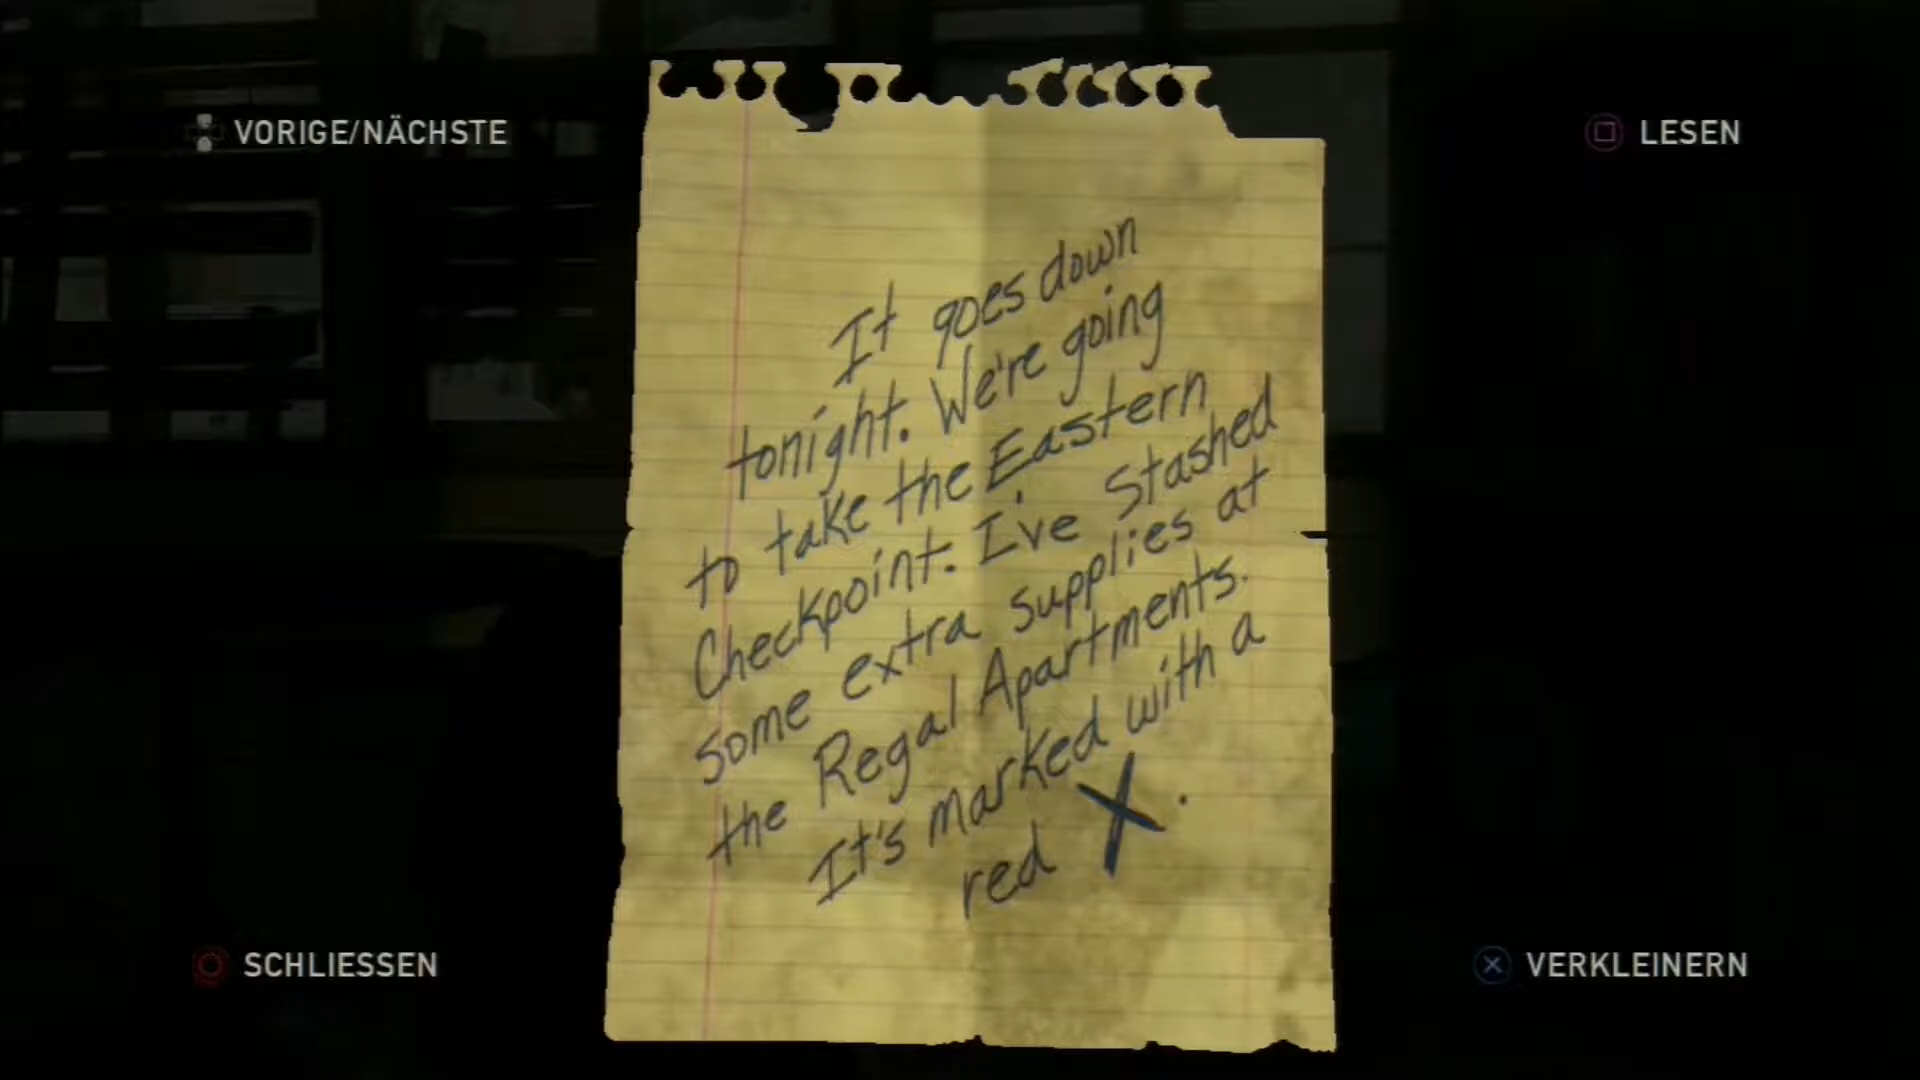 VORIGE/NÄCHSTE
LESEN
It goes down
tonight. We're going
to take the Eastern
Checkpoint. I've Stashed
some extra supplies at
the Regal Apartments.
It's marked with a
red X.
SCHLIESSEN
VERKLEINERN